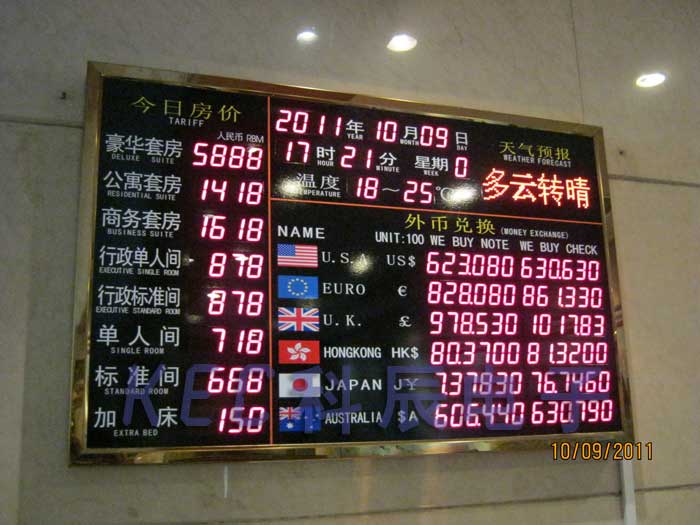 今日房价
TARIFF
人民币 RBM
豪华套房 5888
DELUXE SUITE
公寓套房 1418
RESIDENTIAL SUITE
商务套房 1618
BUSINESS SUITE
行政单人间 878
EXECUTIVE SINGLE ROOM
行政标准间 878
EXECUTIVE STANDARD ROOM
单人间 718
SINGLE ROOM
标准间 668
STANDARD ROOM
加床 150
EXTRA BED
2011年 10月 09日
YEAR MONTH DAY
17时 21分 星期 0
HOUR MINUTE WEEK
温度 18~25℃
TEMPERATURE
天气预报
WEATHER FORECAST
多云转晴
外币兑换 (MONEY EXCHANGE)
NAME UNIT:100 WE BUY NOTE WE BUY CHECK
U.S.A US$ 623.080 630.630
EURO € 828.080 861.330
U.K. £ 978.530 1017.83
HONGKONG HK$ 80.3700 81.3200
JAPAN J¥ 7.37830 76.7460
AUSTRALIA $A 606.440 630.790
KEC科辰电子
10/09/2011